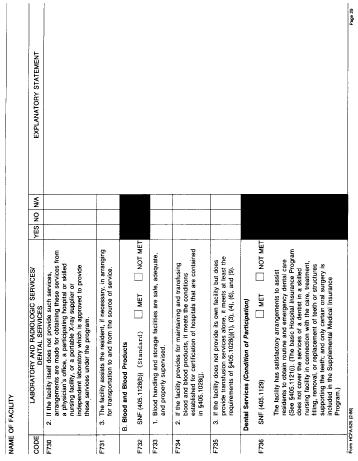 NAME OF FACILITY
CODE
LABORATORY AND RADIOLOGIC SERVICES/
DENTAL SERVICES
YES NO N/A
EXPLANATORY STATEMENT
F730
2. If the facility itself does not provide such services,
arrangements are made for obtaining these services from
a physician's office, a participating hospital or skilled
nursing facility, or a portable X-ray supplier or
independent laboratory which is approved to provide
these services under the program.
F731
3. The facility assists the resident, if necessary, in arranging
for transportation to and from the source of service.
B. Blood and Blood Products
F732
SNF (405.1128(b)) (Standard) MET NOT MET
F733
1. Blood handling and storage facilities are safe, adequate,
and properly supervised.
F734
2. If the facility provides for maintaining and transfusing
blood and blood products, it meets the conditions
established for certification of hospitals that are contained
in §405.1028(j).
F735
3. If the facility does not provide its own facility but does
provide transfusion services alone, it meets at least the
requirements of §405.1028(j)(1), (3), (4), (6), and (9).
Dental Services (Condition of Participation)
F736
SNF (405.1129) MET NOT MET
The facility has satisfactory arrangements to assist
residents to obtain routine and emergency dental care
(See §405.1121(i). (The basic Hospital Insurance Program
does not cover the services of a dentist in a skilled
nursing facility in connection with the care, treatment,
filling, removal, or replacement of teeth or structures
supporting the teeth; and only certain oral surgery is
included in the Supplemental Medical Insurance
Program.)
Form HCFA-525 (2-86)
Page 29